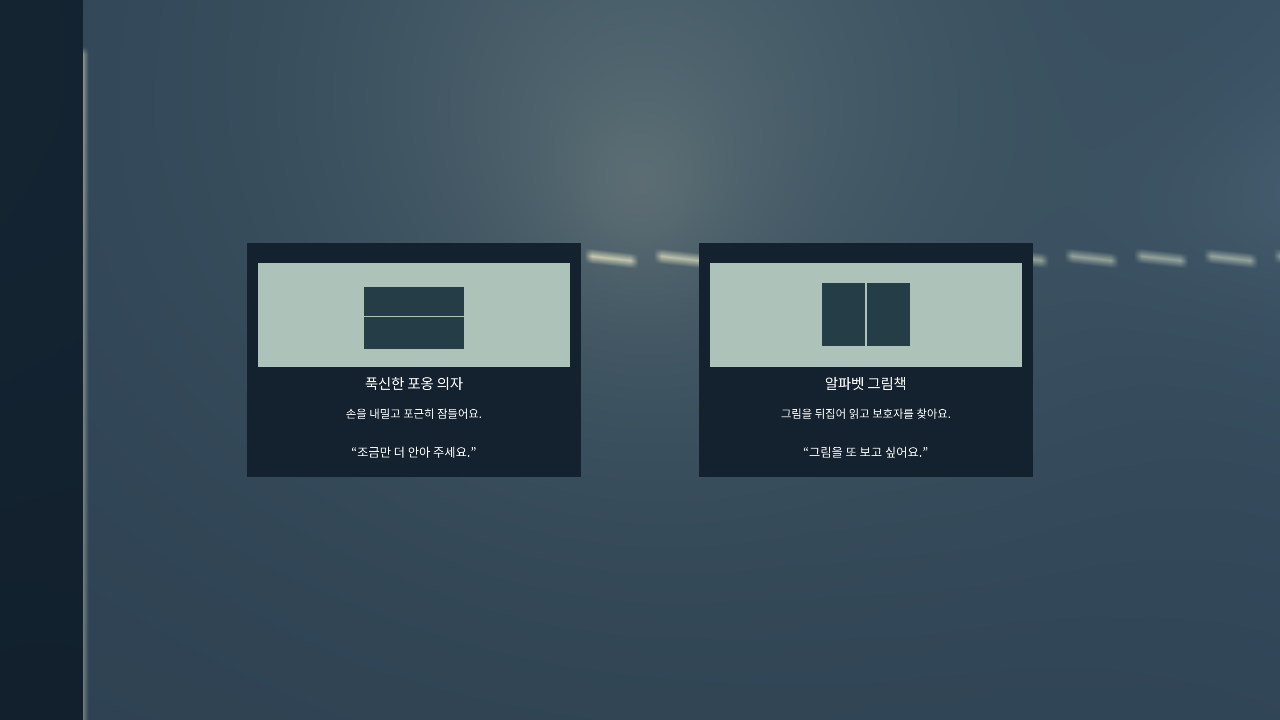 푹신한 포옹 의자
손을 내밀고 포근히 잠들어요.
“조금만 더 안아 주세요.”
알파벳 그림책
그림을 뒤집어 읽고 보호자를 찾아요.
“그림을 또 보고 싶어요.”